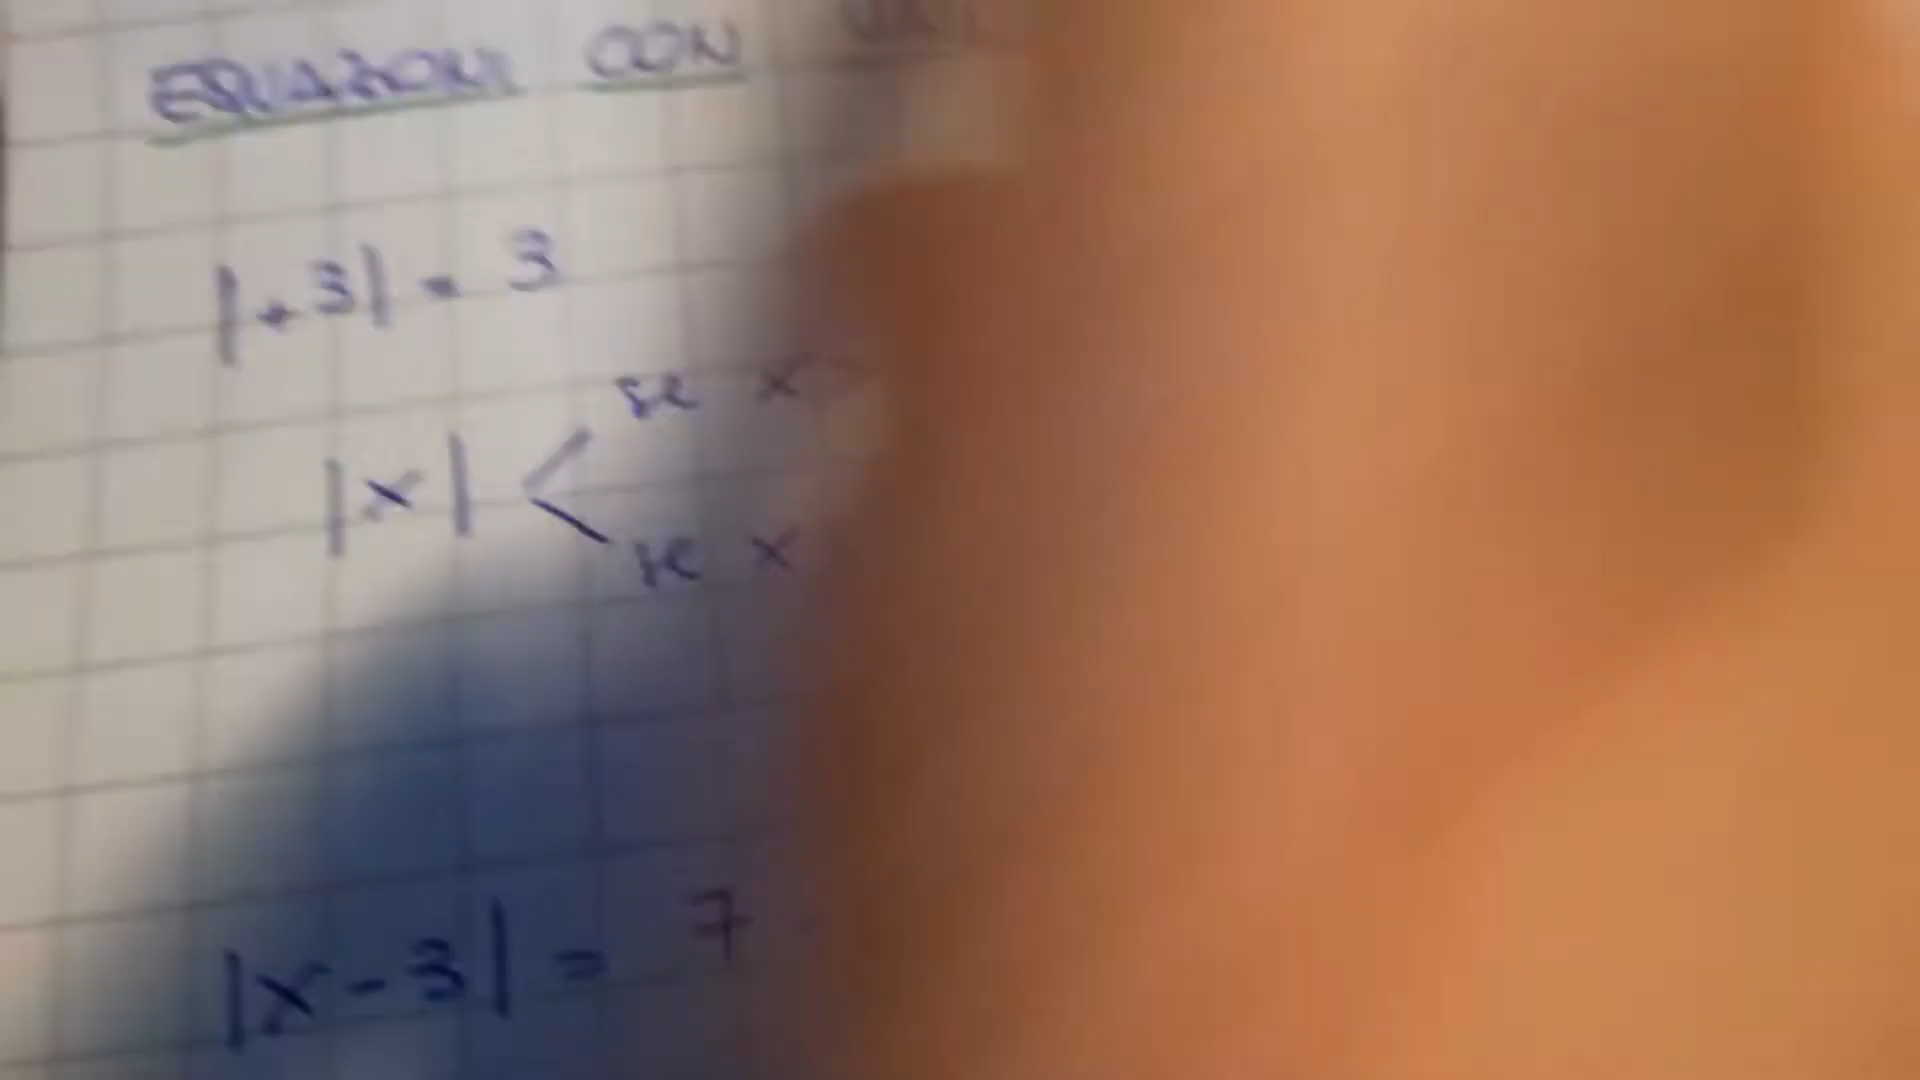 EQUAZIONI CON
|+3| = 3
se x
|x|
se x
|x-3| = 7